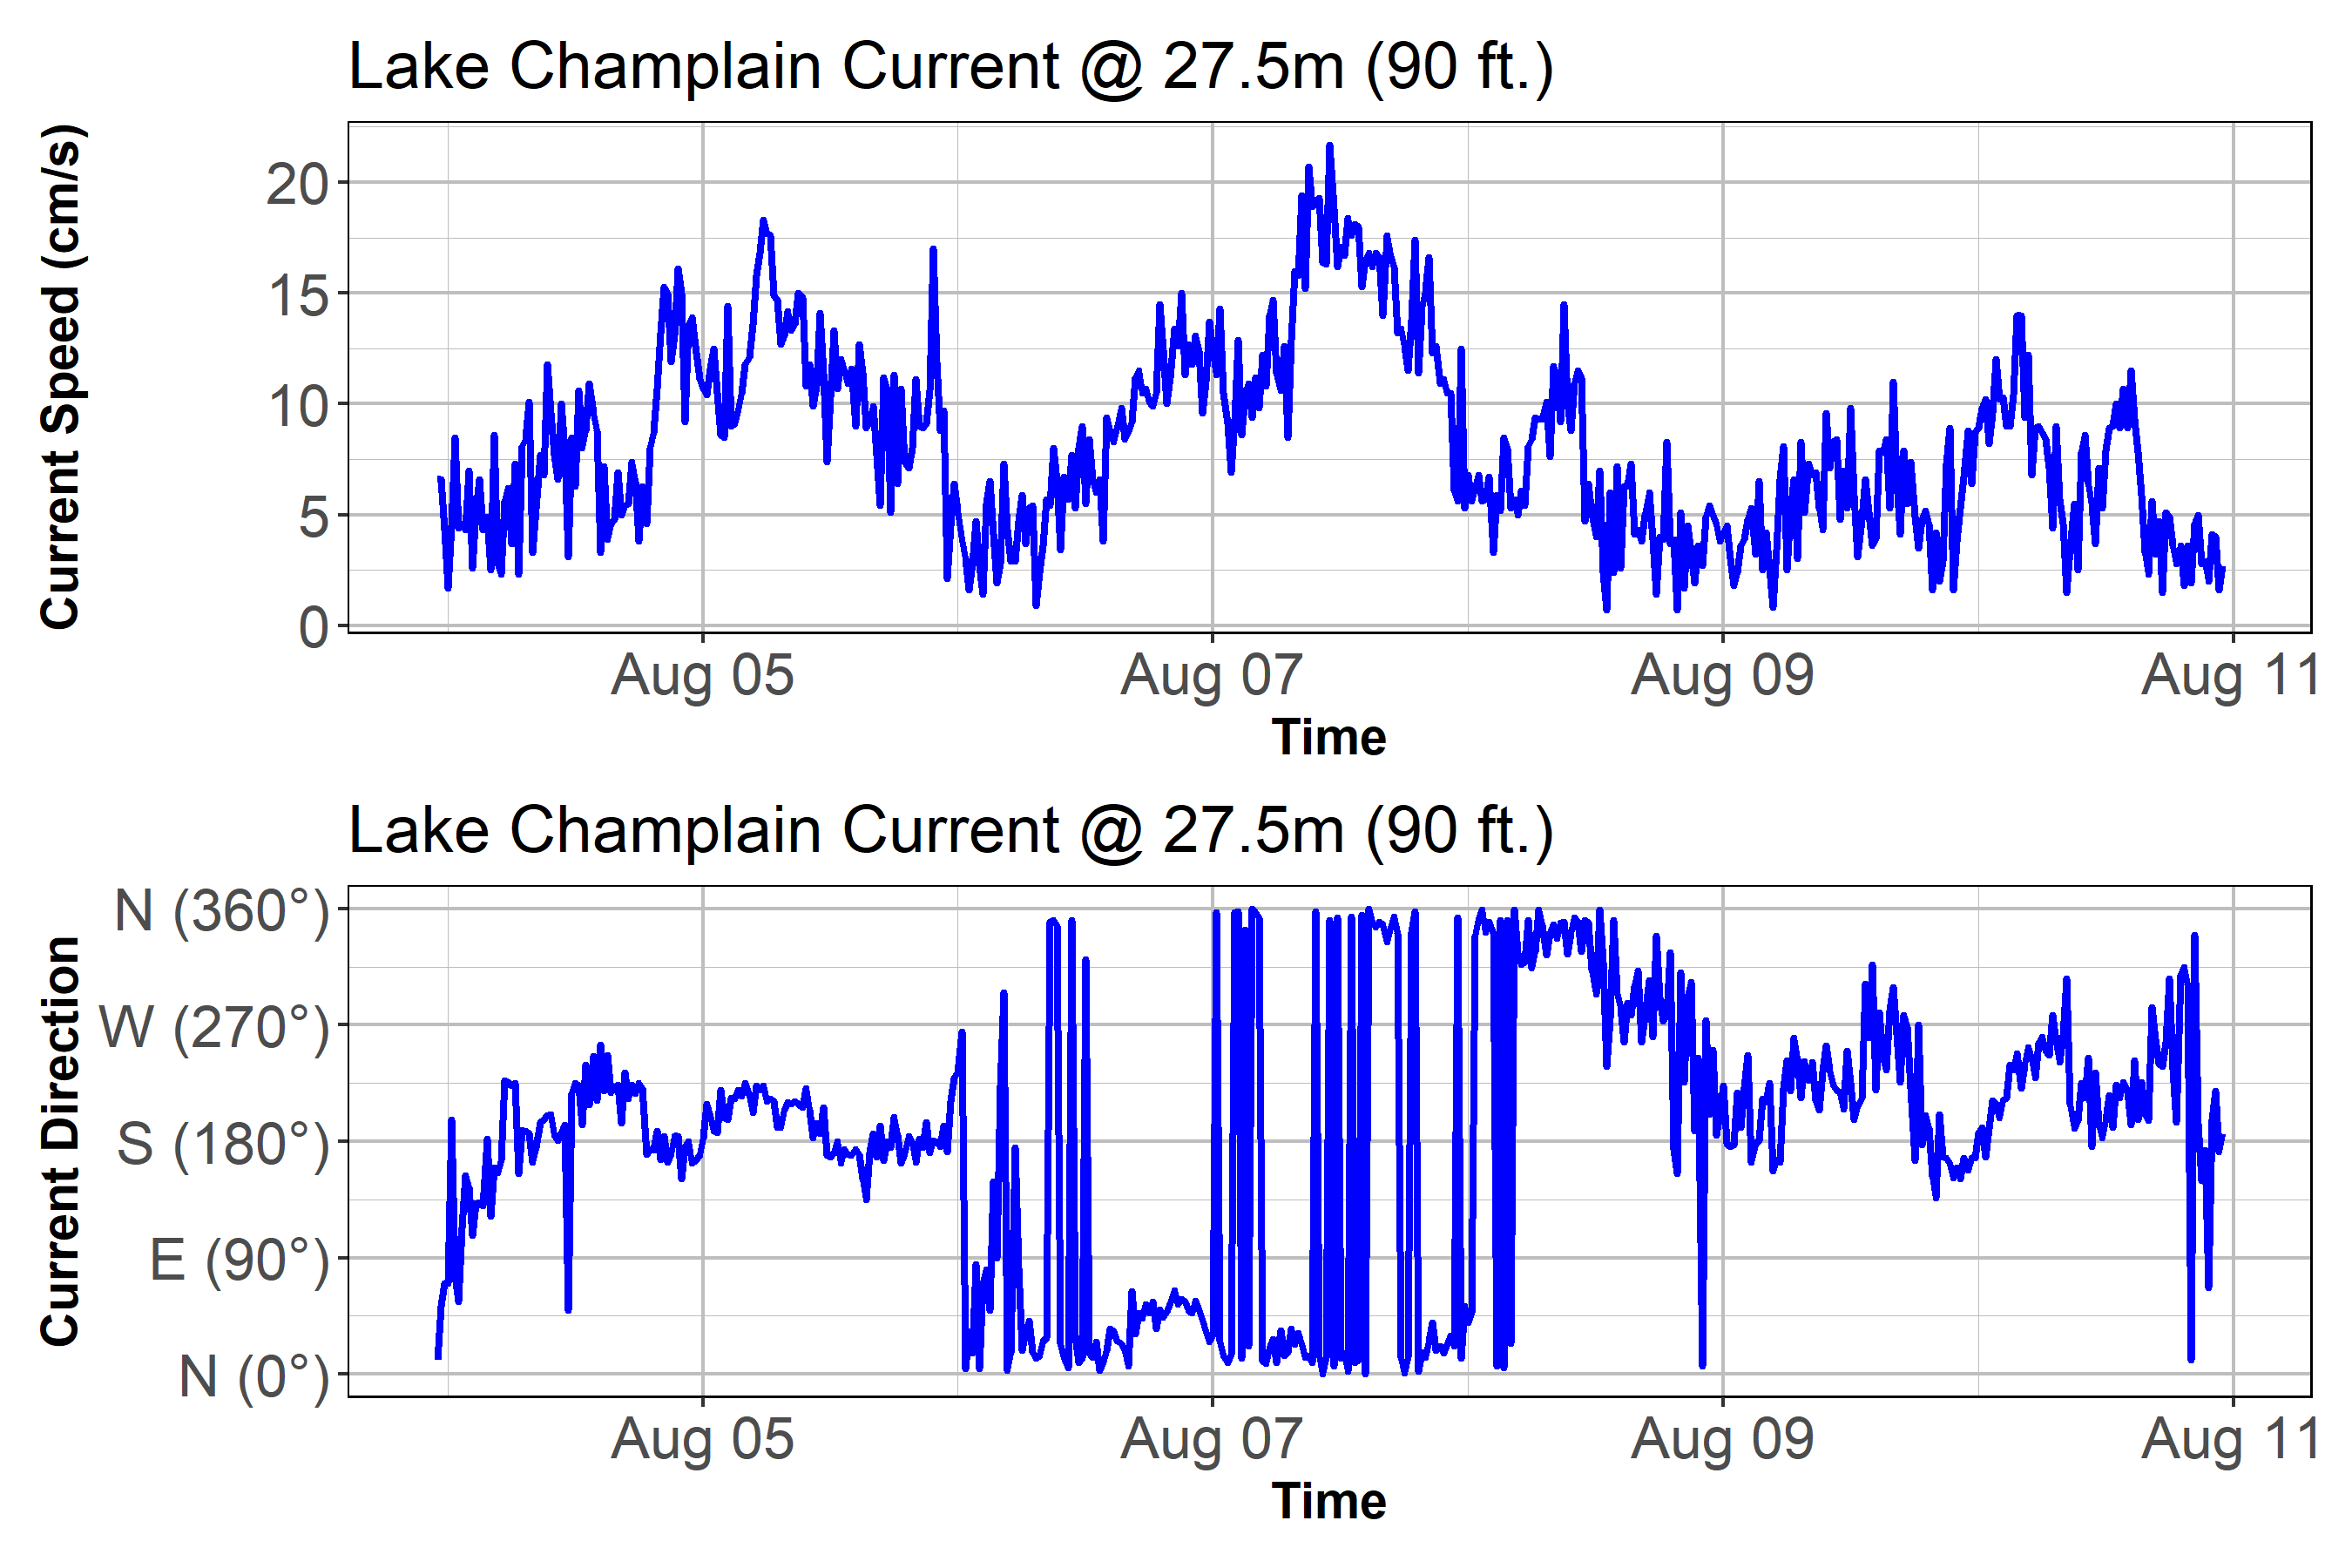 Lake Champlain Current @ 27.5m (90 ft.)
Current Speed (cm/s)
20
15
10
5
0
Aug 05 Aug 07 Aug 09 Aug 11
Time
Lake Champlain Current @ 27.5m (90 ft.)
Current Direction
N (360°)
W (270°)
S (180°)
E (90°)
N (0°)
Aug 05 Aug 07 Aug 09 Aug 11
Time